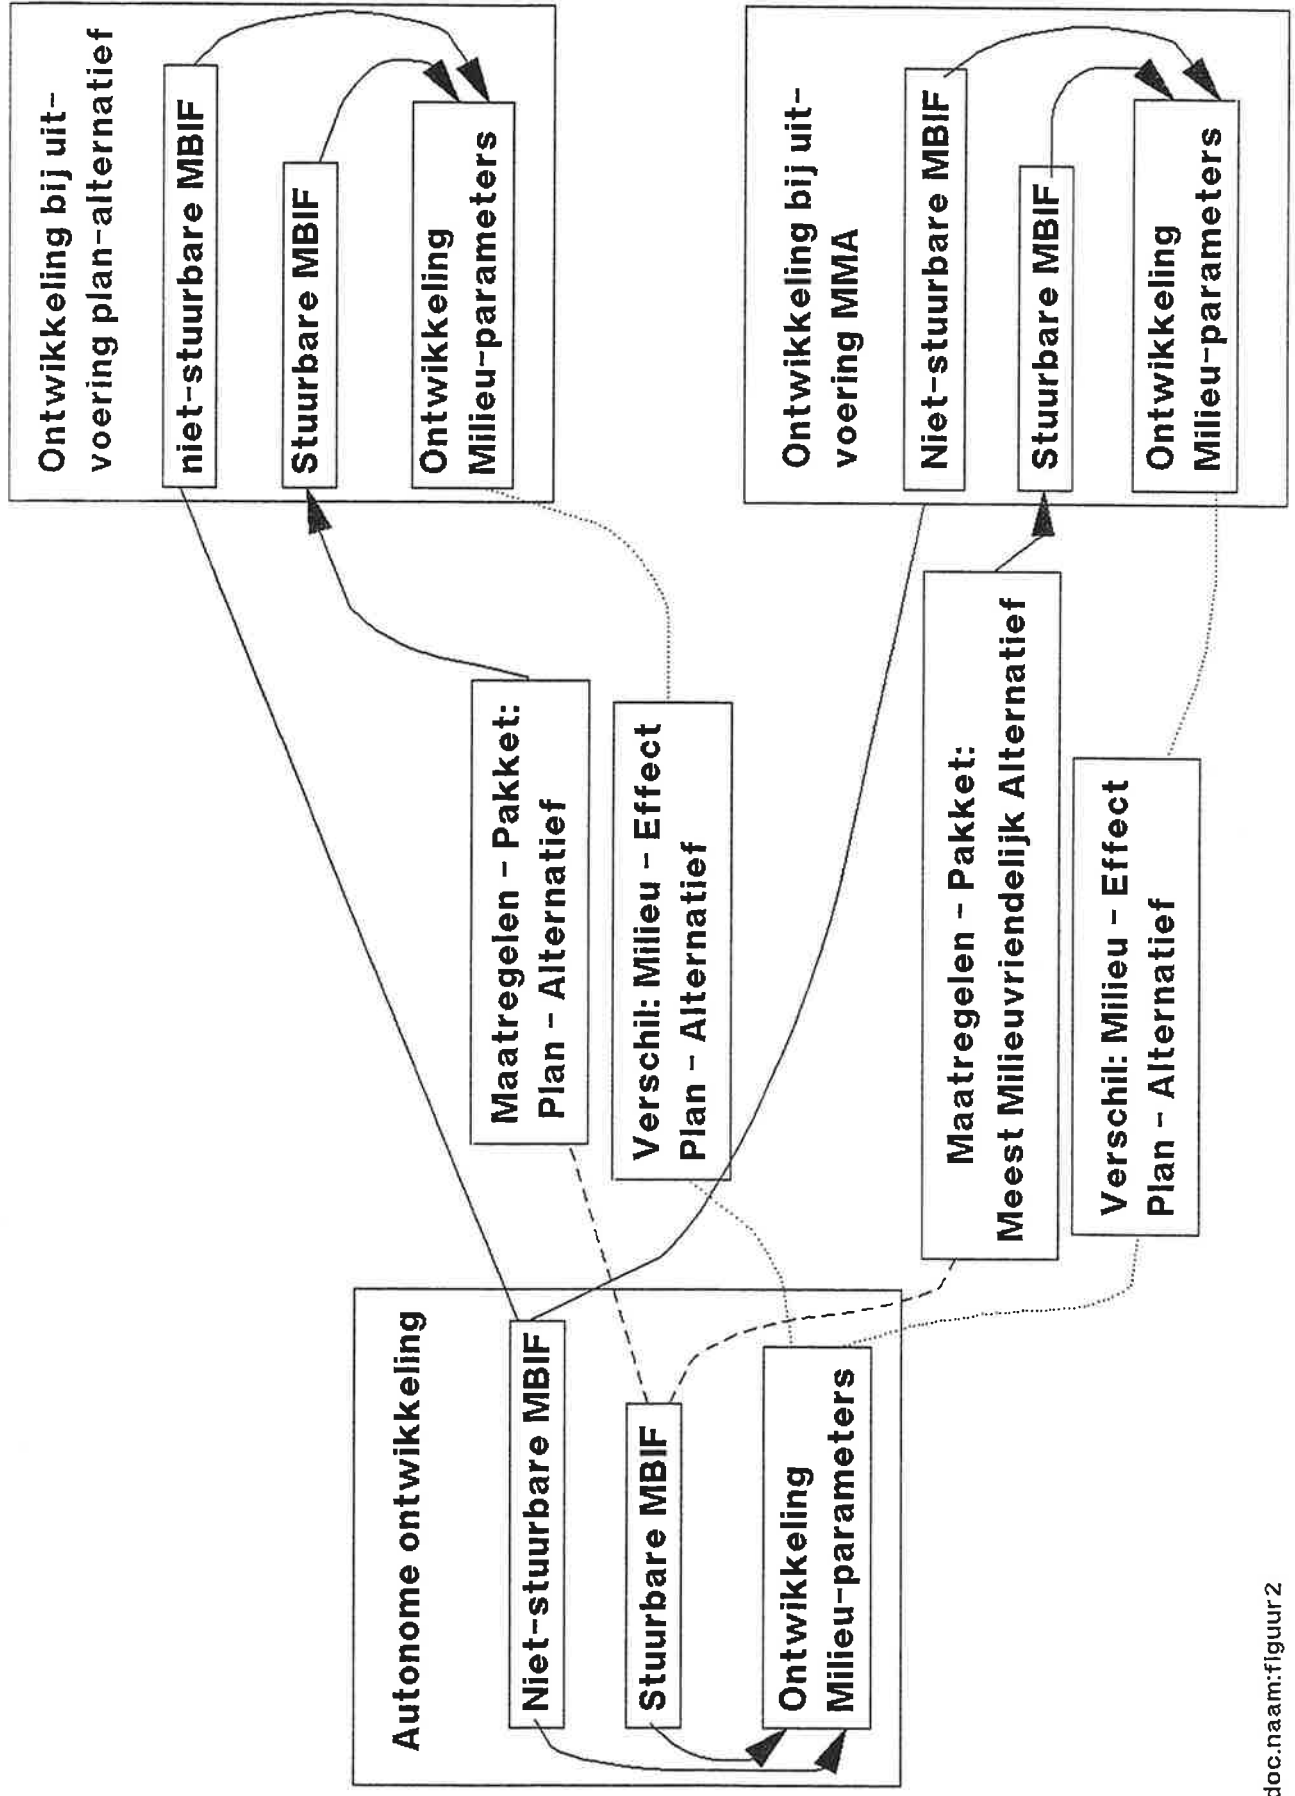 Autonome ontwikkeling
Niet-stuurbare MBIF
Stuurbare MBIF
Ontwikkeling
Milieu-parameters
Maatregelen - Pakket:
Plan - Alternatief
Verschil: Milieu - Effect
Plan - Alternatief
Maatregelen - Pakket:
Meest Milieuvriendelijk Alternatief
Verschil: Milieu - Effect
Plan - Alternatief
Ontwikkeling bij uit-
voering plan-alternatief
niet-stuurbare MBIF
Stuurbare MBIF
Ontwikkeling
Milieu-parameters
Ontwikkeling bij uit-
voering MMA
Niet-stuurbare MBIF
Stuurbare MBIF
Ontwikkeling
Milieu-parameters
doc.naam:figuur2